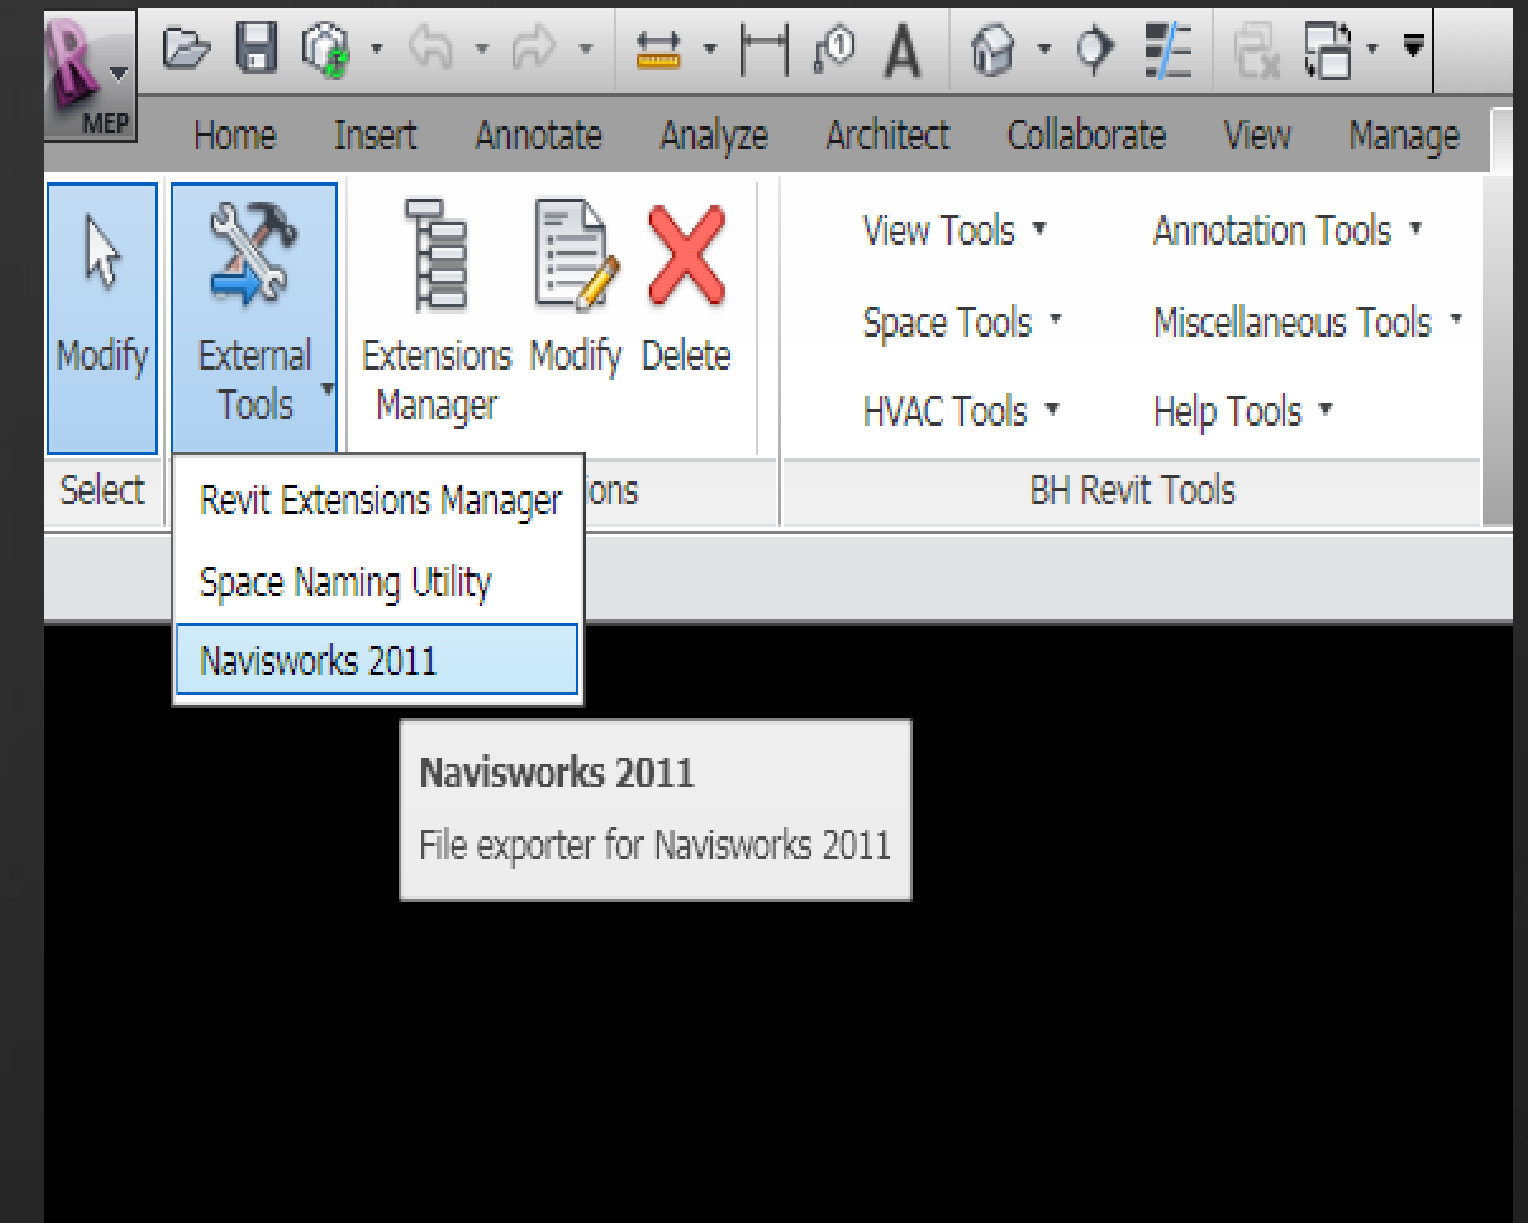 MEP
Home Insert Annotate Analyze Architect Collaborate View Manage
Modify
External
Tools
Extensions
Manager
Modify
Delete
View Tools
Annotation Tools
Space Tools
Miscellaneous Tools
HVAC Tools
Help Tools
Select
ions
BH Revit Tools
Revit Extensions Manager
Space Naming Utility
Navisworks 2011
Navisworks 2011
File exporter for Navisworks 2011